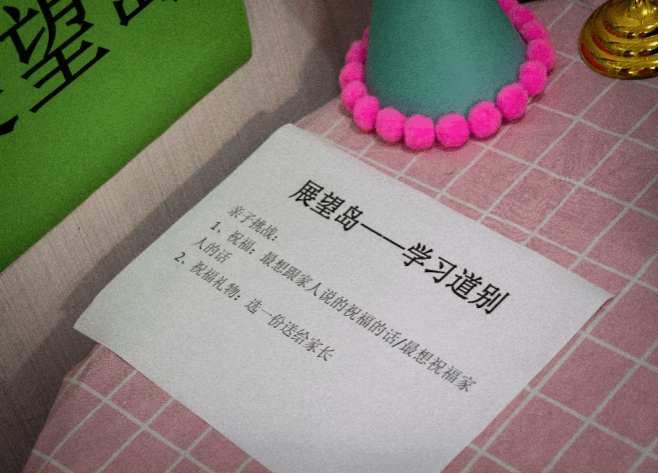 望
展望岛——学习道别
亲子挑战：
1、祝福：最想跟家人说的祝福的话/最想祝福家
人的话
2、祝福礼物：选一份送给家长